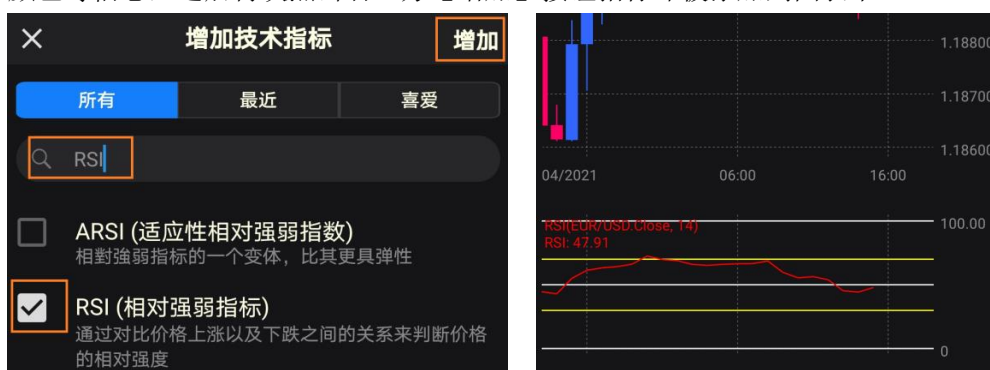 增加技术指标
增加
所有
最近
喜爱
RSI
ARSI (适应性相对强弱指数)
相對強弱指标的一个变体，比其更具弹性
RSI (相对强弱指标)
通过对比价格上涨以及下跌之间的关系来判断价格
的相对强度
1.18800
1.18700
1.18600
04/2021
06:00
16:00
RSI(EUR/USD.Close, 14)
RSI: 47.91
100.00
0